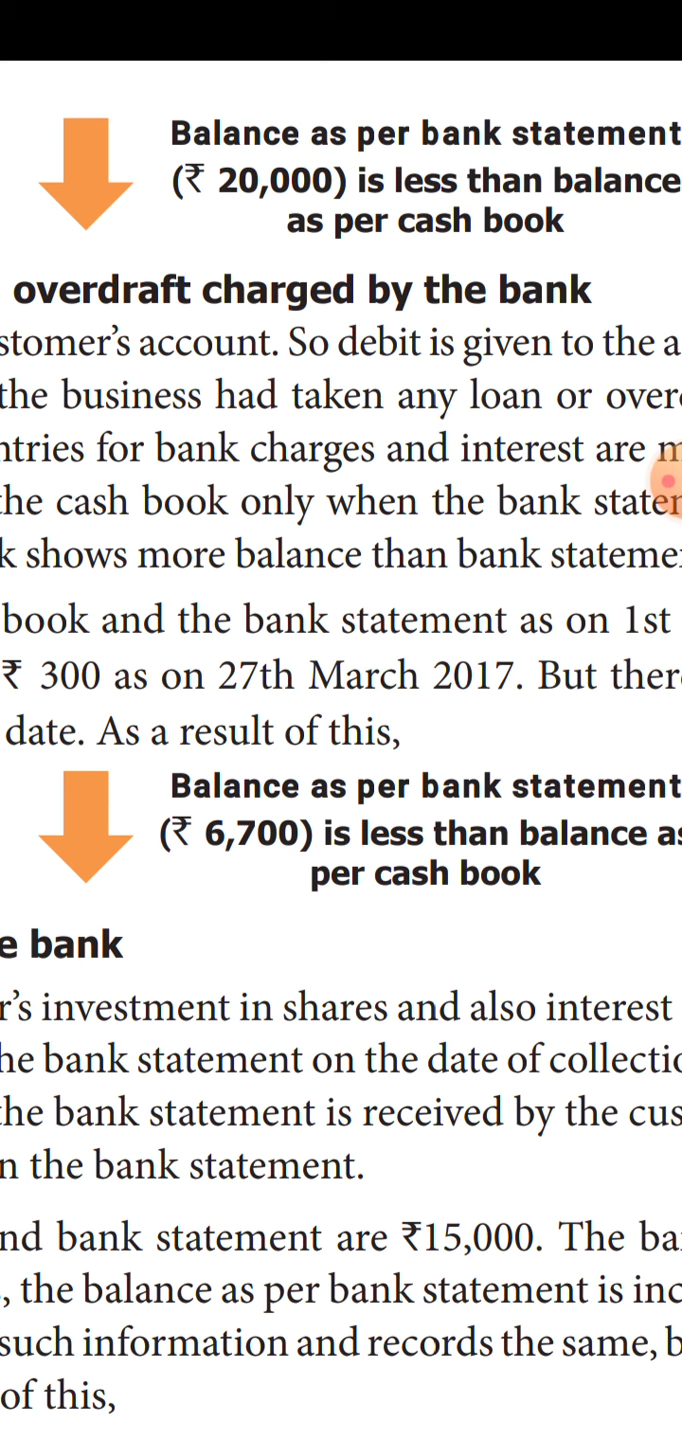 Balance as per bank statement
(₹ 20,000) is less than balance
as per cash book
overdraft charged by the bank
stomer’s account. So debit is given to the a
the business had taken any loan or over
ntries for bank charges and interest are m
the cash book only when the bank state
k shows more balance than bank stateme
book and the bank statement as on 1st
₹ 300 as on 27th March 2017. But ther
date. As a result of this,
Balance as per bank statement
(₹ 6,700) is less than balance as
per cash book
e bank
r’s investment in shares and also interest
he bank statement on the date of collectio
the bank statement is received by the cus
n the bank statement.
nd bank statement are ₹15,000. The ba
, the balance as per bank statement is inc
such information and records the same, b
of this,